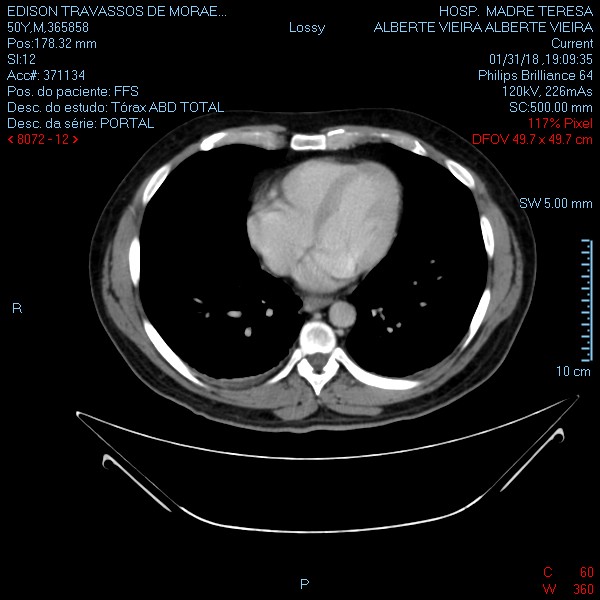 EDISON TRAVASSOS DE MORAE...
50Y,M,365858
Pos:178.32 mm
Sl:12
Acc#: 371134
Pos. do paciente: FFS
Desc. do estudo: Tórax ABD TOTAL
Desc. da série: PORTAL
< 8072 - 12 >
Lossy
HOSP. MADRE TERESA
ALBERTE VIEIRA ALBERTE VIEIRA
Current
01/31/18 ,19:09:35
Philips Brilliance 64
120kV, 226mAs
SC:500.00 mm
117% Pixel
DFOV 49.7 x 49.7 cm
SW 5.00 mm
R
10 cm
P
C 60
W 360